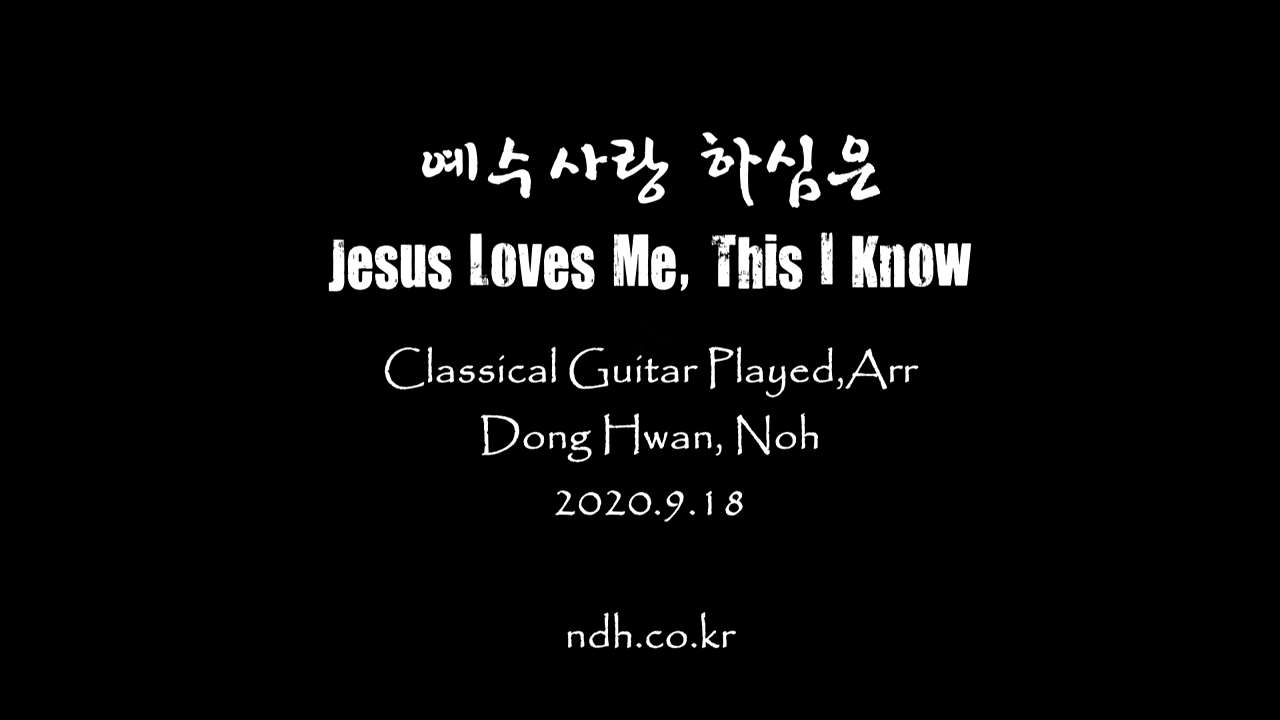 예수사랑 하심은
Jesus Loves Me, This I Know
Classical Guitar Played,Arr
Dong Hwan, Noh
2020.9.18
ndh.co.kr